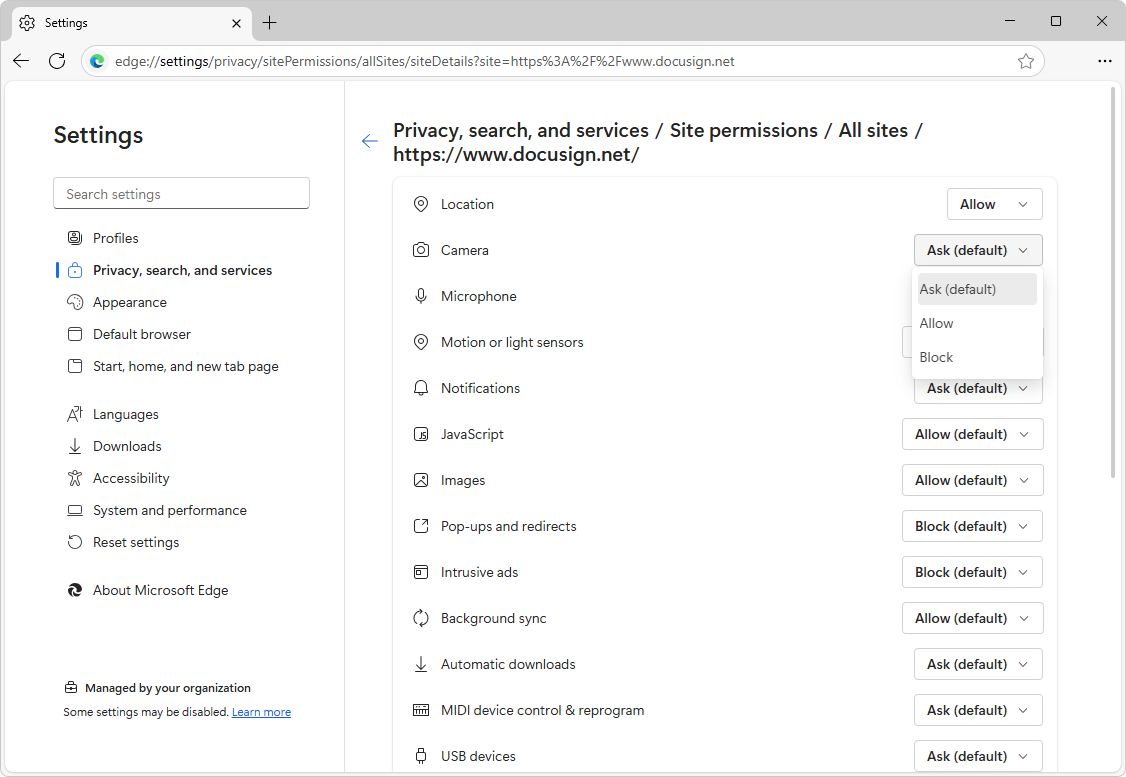 Settings
edge://settings/privacy/sitePermissions/allSites/siteDetails?site=https%3A%2F%2Fwww.docusign.net
Settings
Search settings
Profiles
Privacy, search, and services
Appearance
Default browser
Start, home, and new tab page
Languages
Downloads
Accessibility
System and performance
Reset settings
About Microsoft Edge
Managed by your organization
Some settings may be disabled. Learn more
Privacy, search, and services / Site permissions / All sites /
https://www.docusign.net/
Location Allow
Camera Ask (default)
Ask (default)
Allow
Block
Microphone
Motion or light sensors
Notifications Ask (default)
JavaScript Allow (default)
Images Allow (default)
Pop-ups and redirects Block (default)
Intrusive ads Block (default)
Background sync Allow (default)
Automatic downloads Ask (default)
MIDI device control & reprogram Ask (default)
USB devices Ask (default)